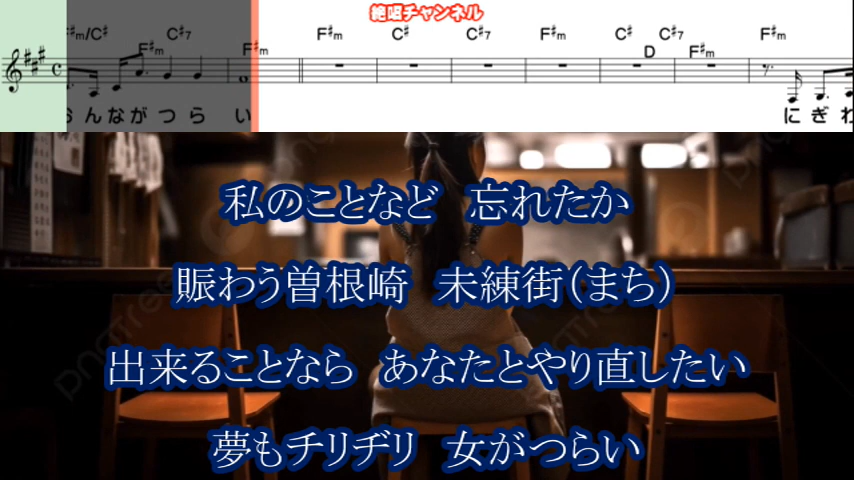 絶唱チャンネル
F#m/C# C#7 F#m F#m F#m C# C#7 F#m C# D C#7 F#m F#m
おんながつらい にぎわ
私のことなど 忘れたか
賑わう曽根崎 未練街(まち)
出来ることなら あなたとやり直したい
夢もチリヂリ 女がつらい